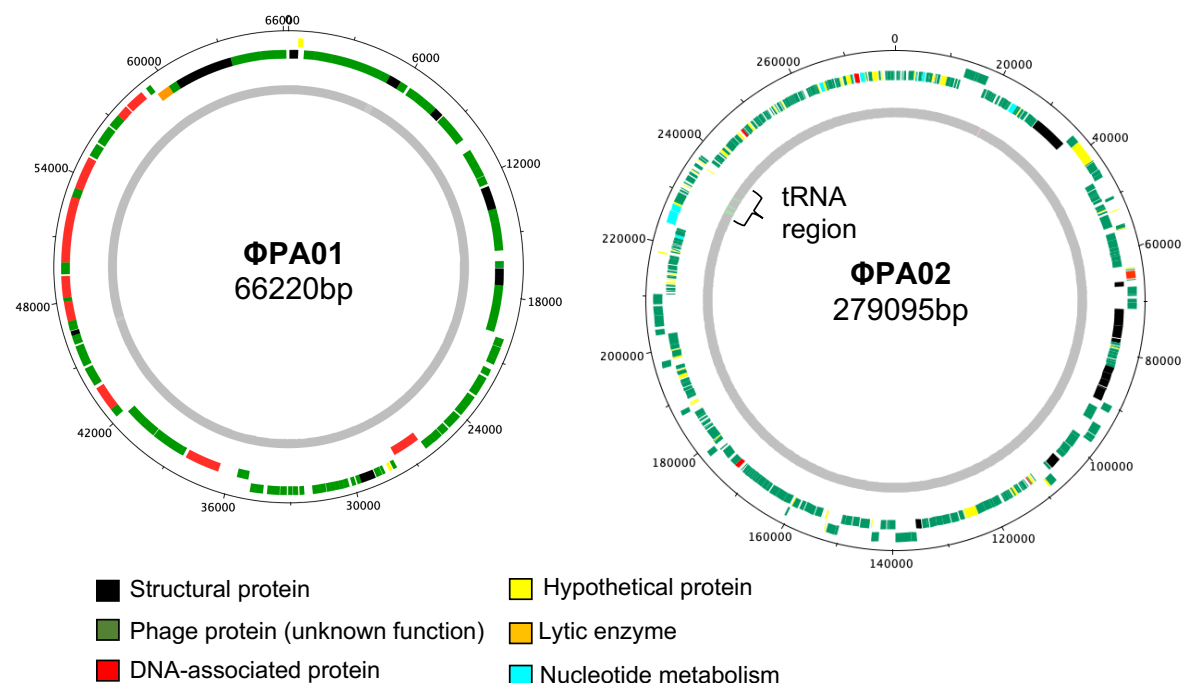 66000
0
6000
12000
18000
24000
30000
36000
42000
48000
54000
60000
ΦPA01
66220bp
0
20000
40000
60000
80000
100000
120000
140000
160000
180000
200000
220000
240000
260000
tRNA
region
ΦPA02
279095bp
Structural protein
Phage protein (unknown function)
DNA-associated protein
Hypothetical protein
Lytic enzyme
Nucleotide metabolism